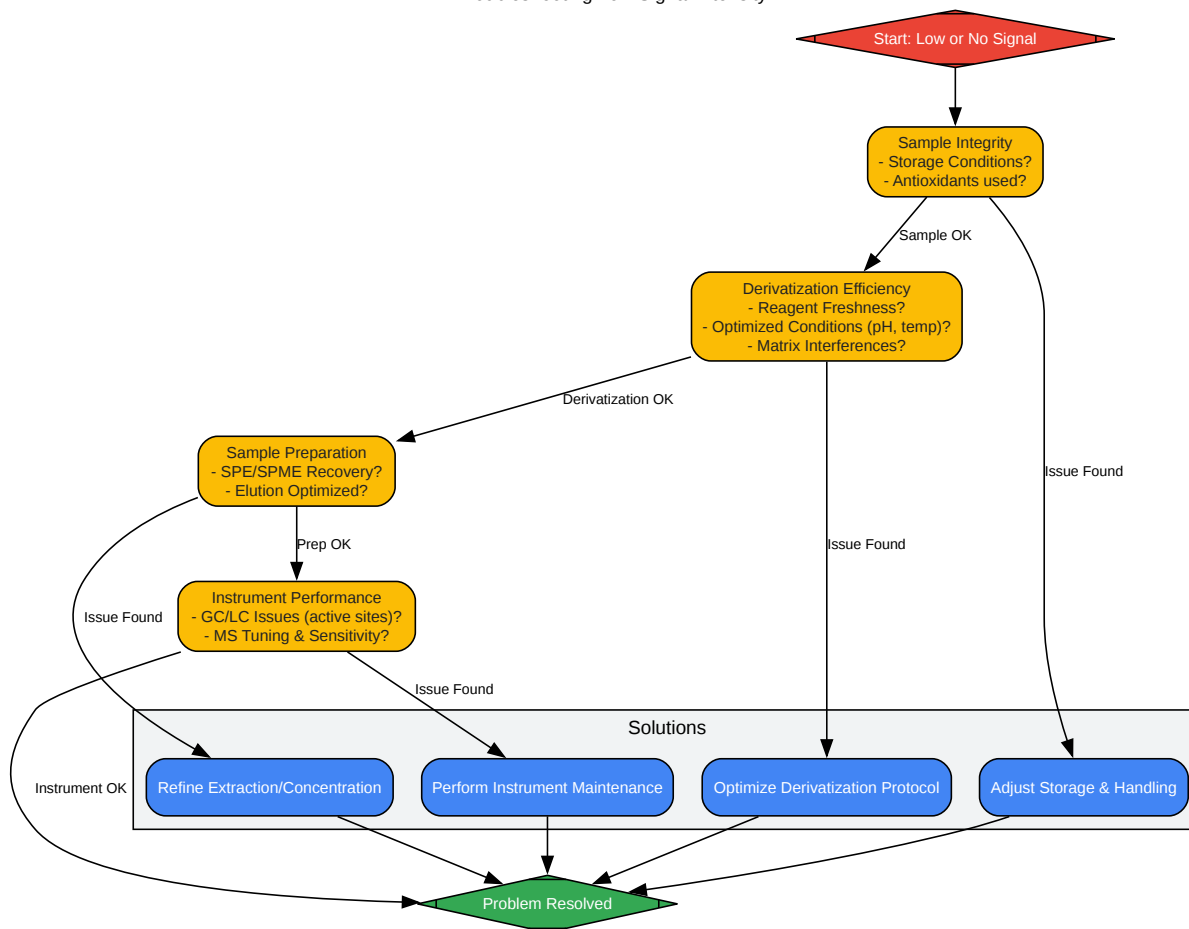 Start: Low or No Signal
Sample Integrity
- Storage Conditions?
- Antioxidants used?
Sample OK
Derivatization Efficiency
- Reagent Freshness?
- Optimized Conditions (pH, temp)?
- Matrix Interferences?
Derivatization OK
Sample Preparation
- SPE/SPME Recovery?
- Elution Optimized?
Issue Found
Prep OK
Issue Found
Instrument Performance
- GC/LC Issues (active sites)?
- MS Tuning & Sensitivity?
Issue Found
Issue Found
Solutions
Instrument OK
Refine Extraction/Concentration
Perform Instrument Maintenance
Optimize Derivatization Protocol
Adjust Storage & Handling
Problem Resolved